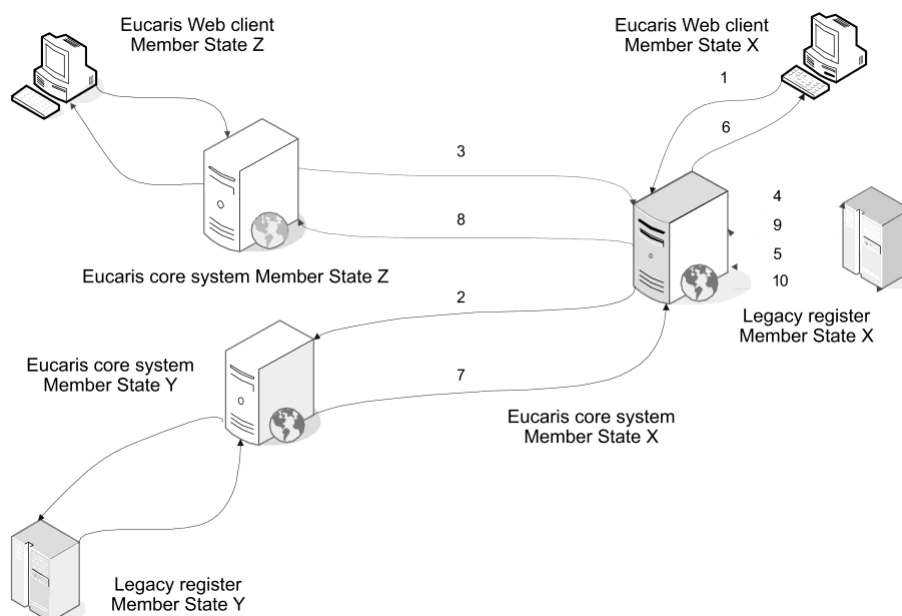 Eucaris Web client
Member State Z
Eucaris Web client
Member State X
1
6
3
4
8
9
5
10
Eucaris core system Member State Z
2
Legacy register
Member State X
Eucaris core system
Member State Y
7
Eucaris core system
Member State X
Legacy register
Member State Y